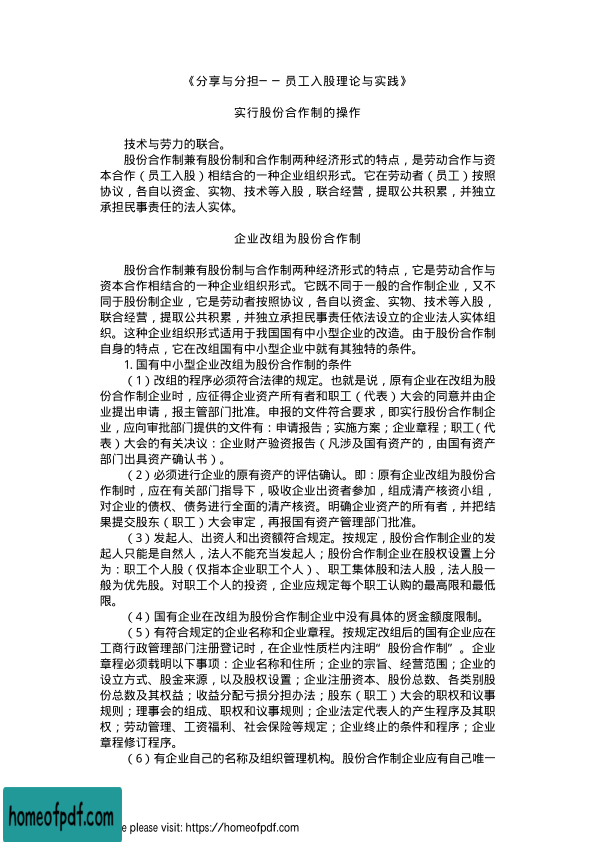 《分享与分担－－员工入股理论与实践》
实行股份合作制的操作
技术与劳力的联合。
股份合作制兼有股份制和合作制两种经济形式的特点，是劳动合作与资
本合作（员工入股）相结合的一种企业组织形式。它在劳动者（员工）按照
协议，各自以资金、实物、技术等入股，联合经营，提取公共积累，并独立
承担民事责任的法人实体。
企业改组为股份合作制
股份合作制兼有股份制与合作制两种经济形式的特点，它是劳动合作与
资本合作相结合的一种企业组织形式。它既不同于一般的合作制企业，又不
同于股份制企业，它是劳动者按照协议，各自以资金、实物、技术等入股，
联合经营，提取公共积累，并独立承担民事责任依法设立的企业法人实体组
织。这种企业组织形式适用于我国国有中小型企业的改造。由于股份合作制
自身的特点，它在改组国有中小型企业中就有其独特的条件。
1.国有中小型企业改组为股份合作制的条件
（1）改组的程序必须符合法律的规定。也就是说，原有企业在改组为股
份合作制企业时，应征得企业资产所有者和职工（代表）大会的同意并由企
业提出申请，报主管部门批准。申报的文件符合要求，即实行股份合作制企
业，应向审批部门提供的文件有：申请报告；实施方案；企业章程；职工(代
表）大会的有关决议：企业财产验资报告（凡涉及国有资产的，由国有资产
部门出具资产确认书）。
（2）必须进行企业的原有资产的评估确认。即：原有企业改组为股份合
作制时，应在有关部门指导下，吸收企业出资者参加，组成清产核资小组，
对企业的债权、债务进行全面的清产核资。明确企业资产的所有者，并把结
果提交股东（职工）大会审定，再报国有资产管理部门批准。
（3）发起人、出资人和出资额符合规定。按规定，股份合作制企业的发
起人只能是自然人，法人不能充当发起人；股份合作制企业在股权设置上分
为：职工个人股（仅指本企业职工个人）、职工集体股和法人股，法人股一
般为优先股。对职工个人的投资，企业应规定每个职工认购的最高限和最低
限。
（4）国有企业在改组为股份合作制企业中没有具体的贤金额度限制。
（5）有符合规定的企业名称和企业章程。按规定改组后的国有企业应在
工商行政管理部门注册登记时，在企业性质栏内注明“股份合作制”。企业
章程必须载明以下事项：企业名称和住所；企业的宗旨、经营范围；企业的
设立方式、股金来源，以及股权设置；企业注册资本、股份总数、各类别股
份总数及其权益；收益分配亏损分担办法；股东（职工）大会的职权和议事
规则；理事会的组成、职权和议事规则；企业法定代表人的产生程序及其职
权；劳动管理、工资福利、社会保险等规定；企业终止的条件和程序；企业
章程修订程序。
（6）有企业自己的名称及组织管理机构。股份合作制企业应有自己唯一
homeofpdf.com
e please visit: https://homeofpdf.com